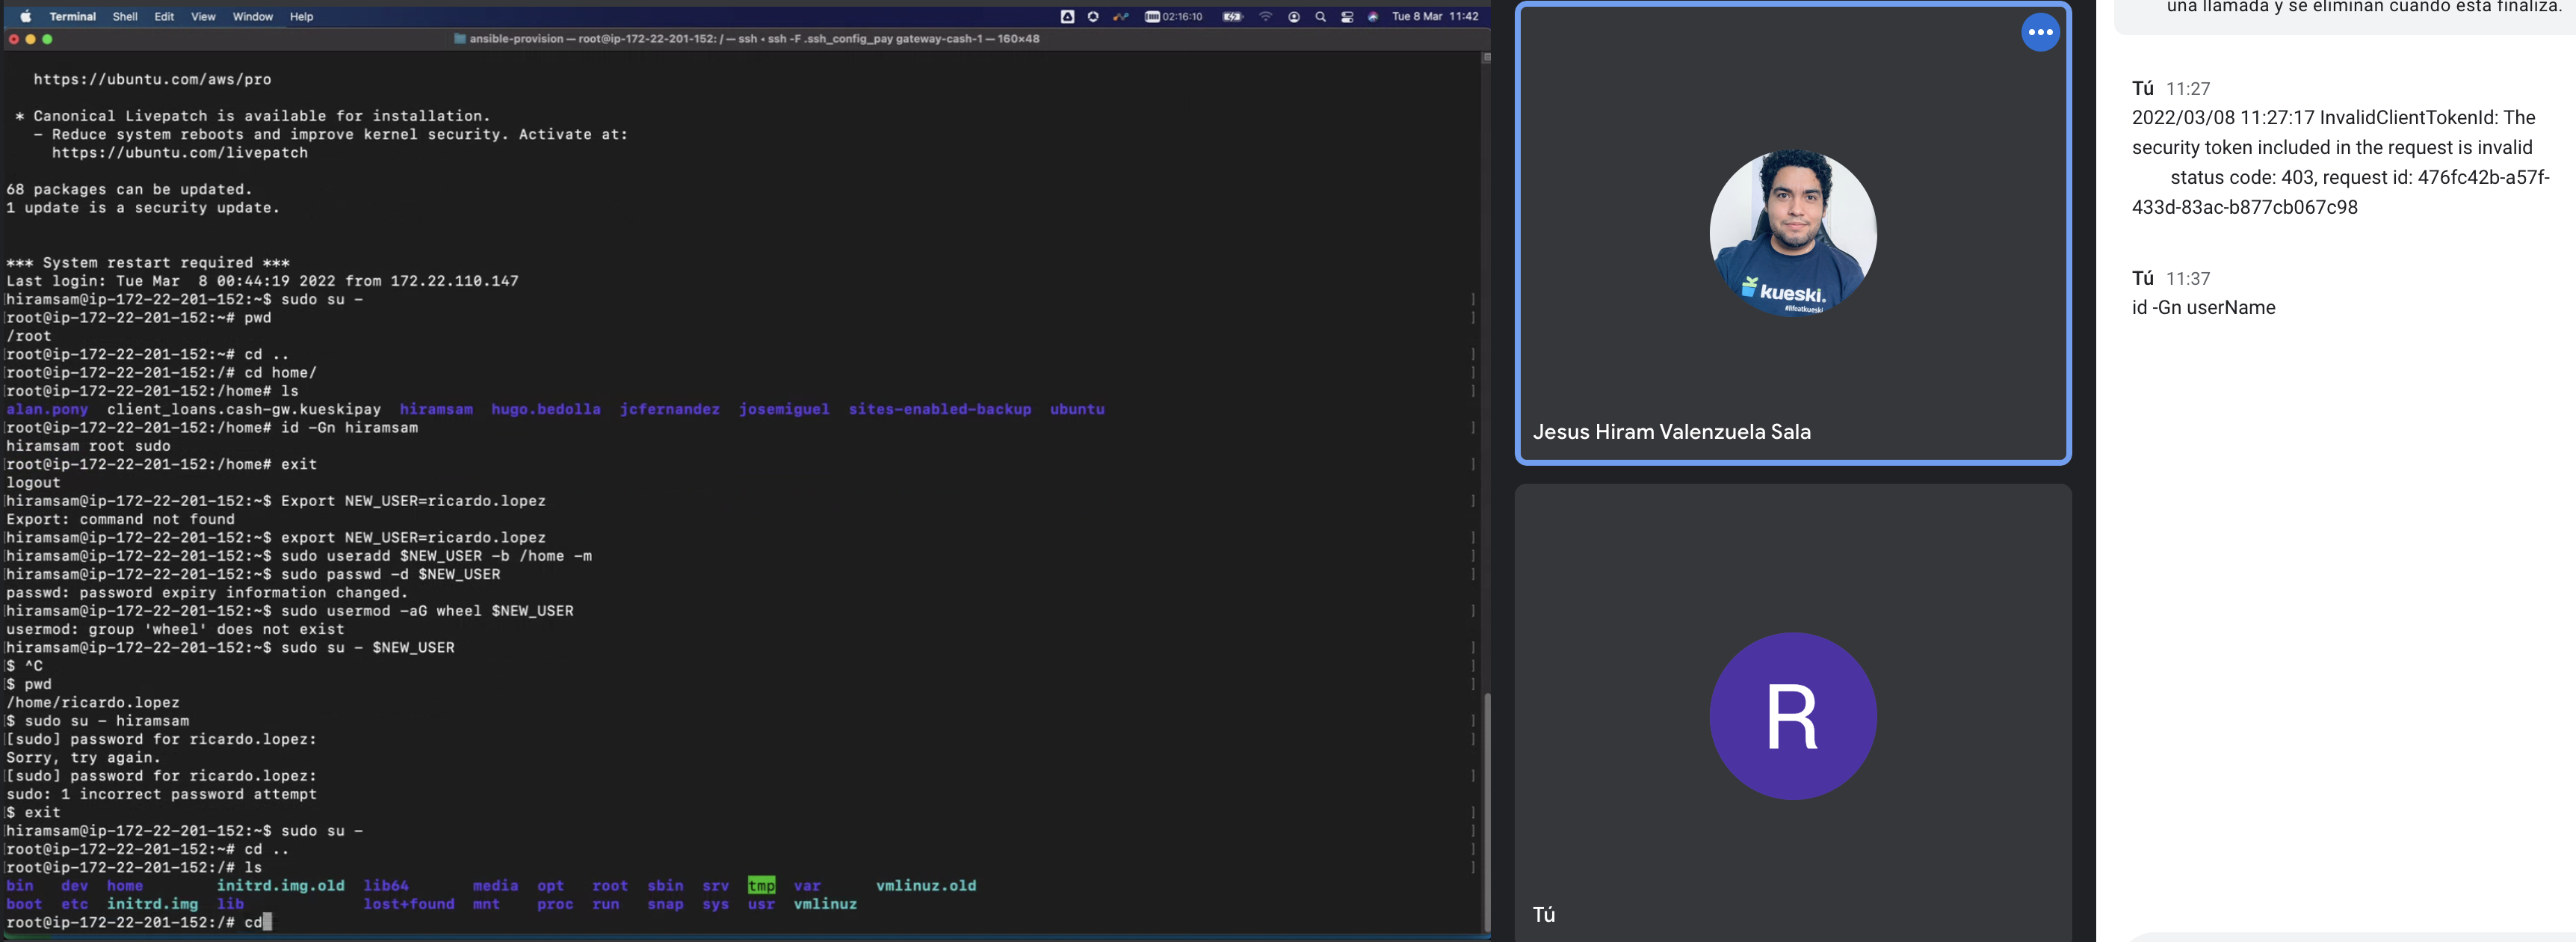 Terminal Shell Edit View Window Help 02:16:10 Tue 8 Mar 11:42
ansible-provision — root@ip-172-22-201-152: / — ssh • ssh -F .ssh_config_pay gateway-cash-1 — 160×48
https://ubuntu.com/aws/pro
* Canonical Livepatch is available for installation.
- Reduce system reboots and improve kernel security. Activate at:
https://ubuntu.com/livepatch
68 packages can be updated.
1 update is a security update.
*** System restart required ***
Last login: Tue Mar  8 00:44:19 2022 from 172.22.110.147
hiramsam@ip-172-22-201-152:~$ sudo su -
root@ip-172-22-201-152:~# pwd
/root
root@ip-172-22-201-152:~# cd ..
root@ip-172-22-201-152:/# cd home/
root@ip-172-22-201-152:/home# ls
alan.pony  client_loans.cash-gw.kueskipay  hiramsam  hugo.bedolla  jcfernandez  josemiguel  sites-enabled-backup  ubuntu
root@ip-172-22-201-152:/home# id -Gn hiramsam
hiramsam root sudo
root@ip-172-22-201-152:/home# exit
logout
hiramsam@ip-172-22-201-152:~$ Export NEW_USER=ricardo.lopez
Export: command not found
hiramsam@ip-172-22-201-152:~$ export NEW_USER=ricardo.lopez
hiramsam@ip-172-22-201-152:~$ sudo useradd $NEW_USER -b /home -m
hiramsam@ip-172-22-201-152:~$ sudo passwd -d $NEW_USER
passwd: password expiry information changed.
hiramsam@ip-172-22-201-152:~$ sudo usermod -aG wheel $NEW_USER
usermod: group 'wheel' does not exist
hiramsam@ip-172-22-201-152:~$ sudo su - $NEW_USER
$ ^C
$ pwd
/home/ricardo.lopez
$ sudo su - hiramsam
[sudo] password for ricardo.lopez:
Sorry, try again.
[sudo] password for ricardo.lopez:
sudo: 1 incorrect password attempt
$ exit
hiramsam@ip-172-22-201-152:~$ sudo su -
root@ip-172-22-201-152:~# cd ..
root@ip-172-22-201-152:/# ls
bin   dev  home        initrd.img.old  lib64       media  opt   root  sbin  srv  tmp  var      vmlinuz.old
boot  etc  initrd.img  lib             lost+found  mnt    proc  run   snap  sys  usr  vmlinuz
root@ip-172-22-201-152:/# cd
kueski.
#lifeatkueski
Jesus Hiram Valenzuela Sala
R
Tú
una llamada y se eliminan cuando esta finaliza.
Tú 11:27
2022/03/08 11:27:17 InvalidClientTokenId: The
security token included in the request is invalid
status code: 403, request id: 476fc42b-a57f-
433d-83ac-b877cb067c98
Tú 11:37
id -Gn userName